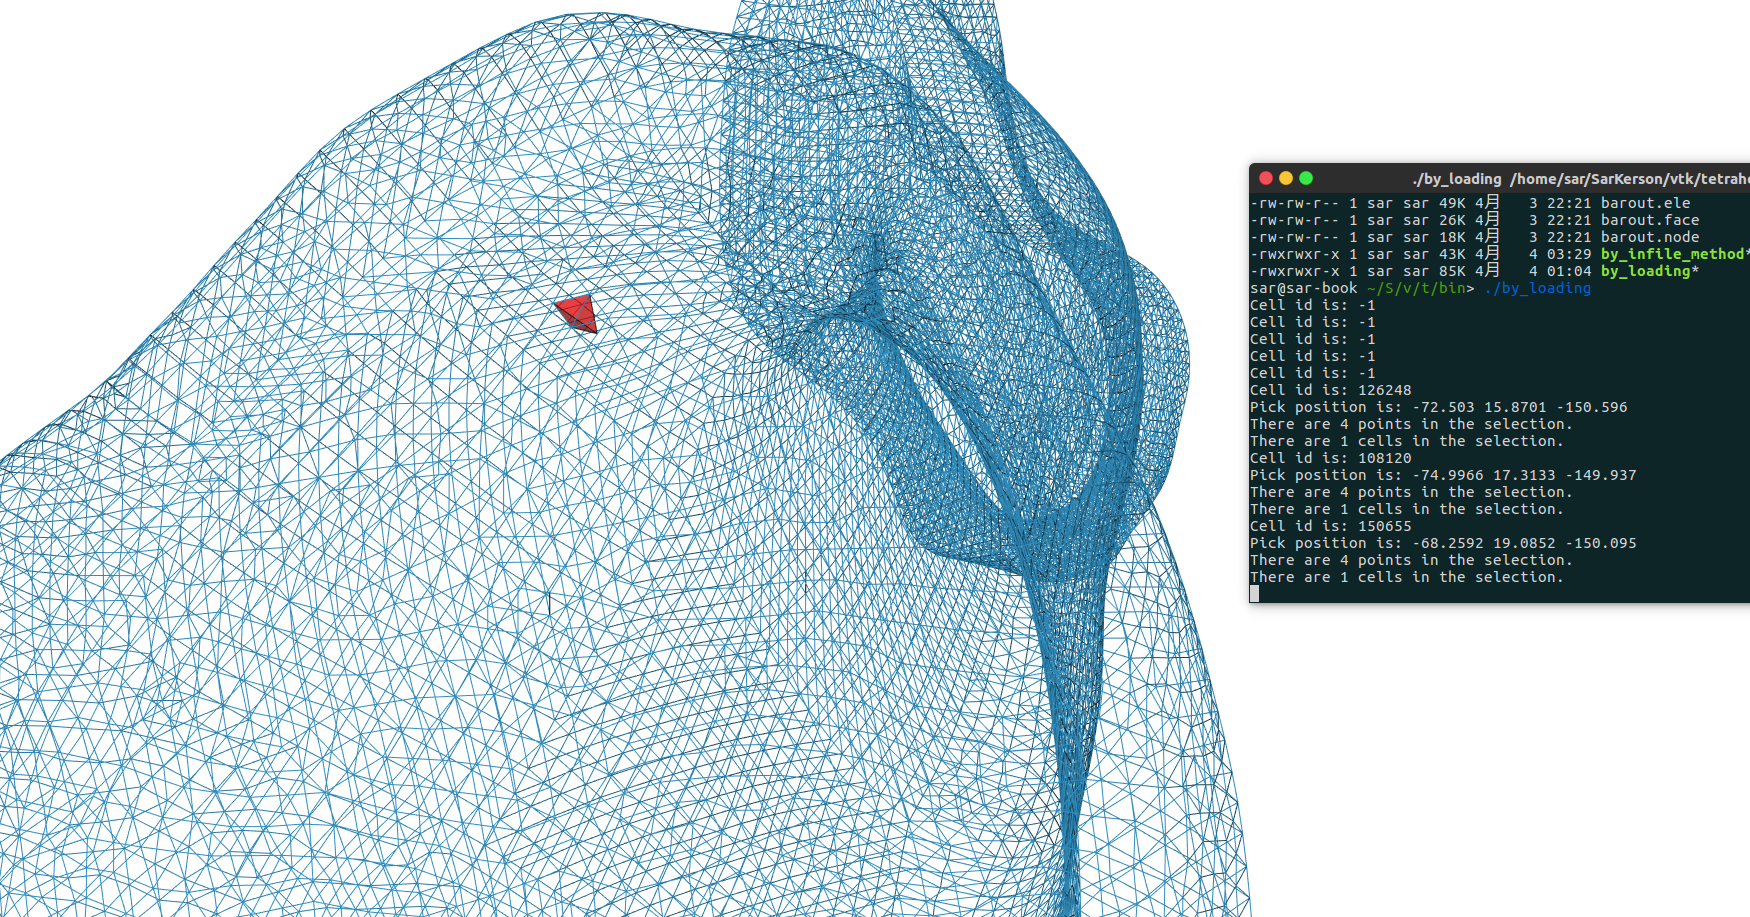 ./by_loading /home/sar/SarKerson/vtk/tetrahe
-rw-rw-r-- 1 sar sar 49K 4月 3 22:21 barout.ele
-rw-rw-r-- 1 sar sar 26K 4月 3 22:21 barout.face
-rw-rw-r-- 1 sar sar 18K 4月 3 22:21 barout.node
-rwxrwxr-x 1 sar sar 43K 4月 4 03:29 by_infile_method*
-rwxrwxr-x 1 sar sar 85K 4月 4 01:04 by_loading*
sar@sar-book ~/S/v/t/bin> ./by_loading
Cell id is: -1
Cell id is: -1
Cell id is: -1
Cell id is: -1
Cell id is: -1
Cell id is: 126248
Pick position is: -72.503 15.8701 -150.596
There are 4 points in the selection.
There are 1 cells in the selection.
Cell id is: 108120
Pick position is: -74.9966 17.3133 -149.937
There are 4 points in the selection.
There are 1 cells in the selection.
Cell id is: 150655
Pick position is: -68.2592 19.0852 -150.095
There are 4 points in the selection.
There are 1 cells in the selection.